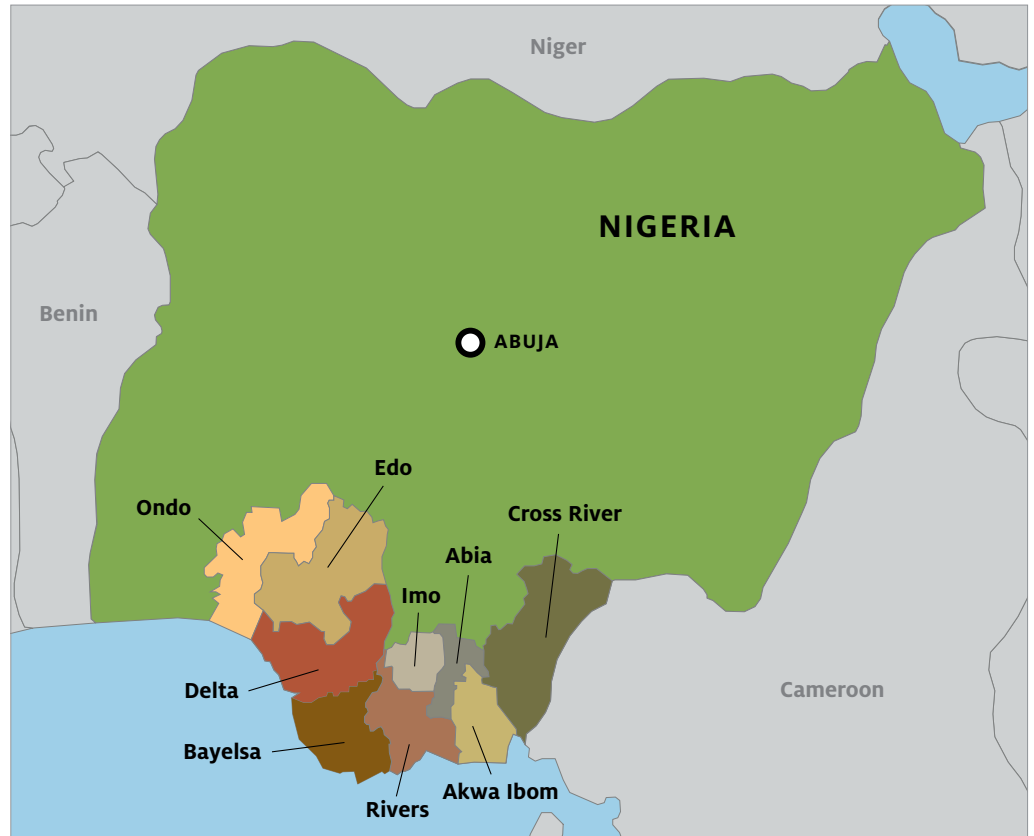 Niger
NIGERIA
Benin
ABUJA
Edo
Ondo
Cross River
Abia
Imo
Delta
Cameroon
Bayelsa
Akwa Ibom
Rivers